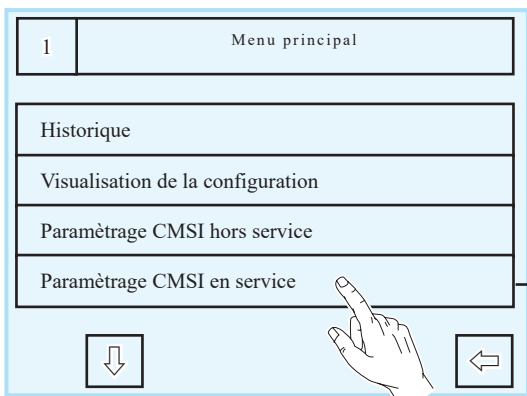 1
Menu principal
Historique
Visualisation de la configuration
Paramètrage CMSI hors service
Paramètrage CMSI en service